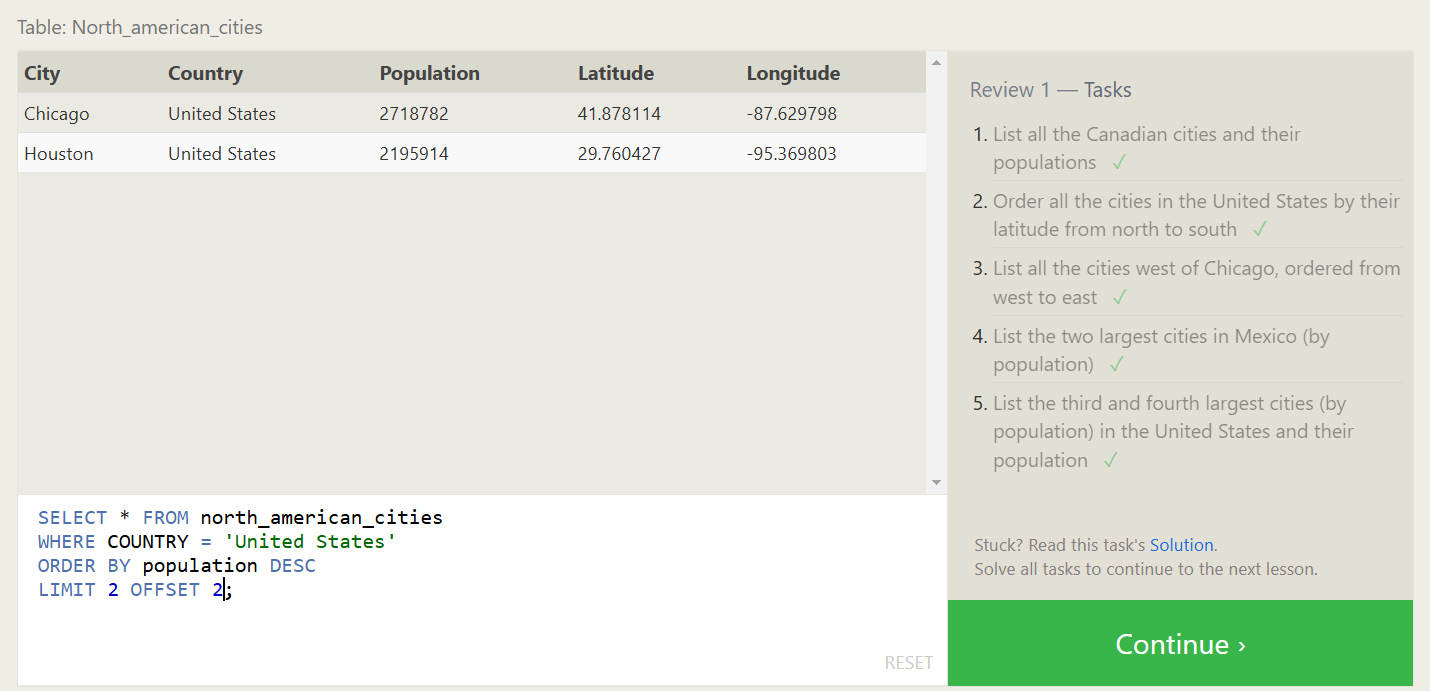 Table: North_american_cities
City Country Population Latitude Longitude
Chicago United States 2718782 41.878114 -87.629798
Houston United States 2195914 29.760427 -95.369803
SELECT * FROM north_american_cities
WHERE COUNTRY = 'United States'
ORDER BY population DESC
LIMIT 2 OFFSET 2;
RESET
Review 1 — Tasks
1. List all the Canadian cities and their
populations ✓
2. Order all the cities in the United States by their
latitude from north to south ✓
3. List all the cities west of Chicago, ordered from
west to east ✓
4. List the two largest cities in Mexico (by
population) ✓
5. List the third and fourth largest cities (by
population) in the United States and their
population ✓
Stuck? Read this task's Solution.
Solve all tasks to continue to the next lesson.
Continue ›